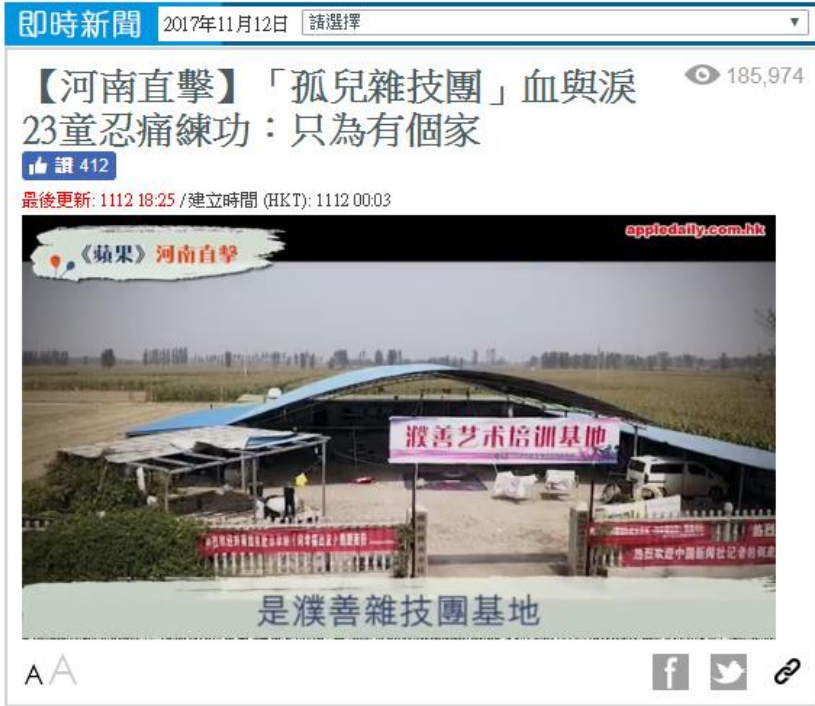 即時新聞 2017年11月12日 請選擇
【河南直擊】「孤兒雜技團」血與淚
185,974
23童忍痛練功：只為有個家
讚 412
最後更新: 1112 18:25 / 建立時間 (HKT): 1112 00:03
appledaily.com.hk
《蘋果》河南直擊
濮善艺术培训基地
热烈
热烈欢迎中国新闻社记者
是濮善雜技團基地
A A